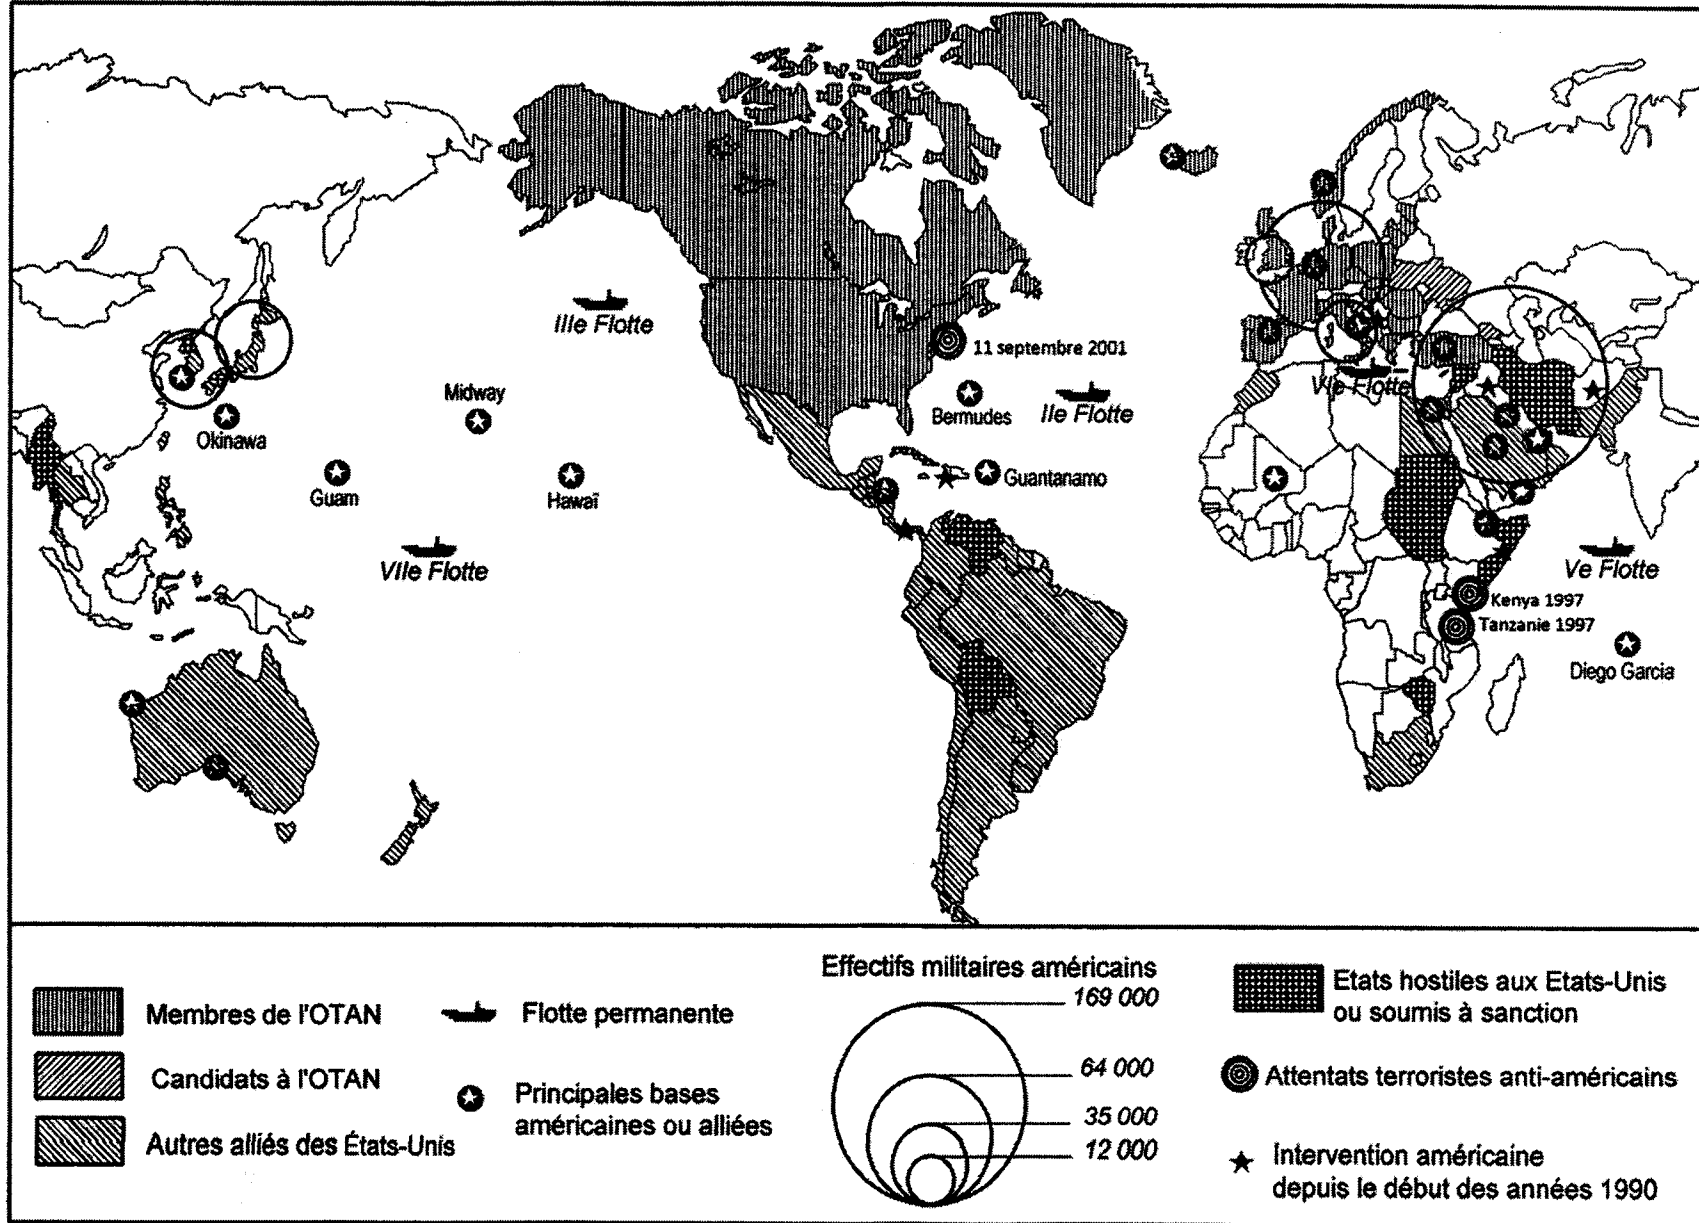 IIIe Flotte
11 septembre 2001
Midway
Bermudes
IIe Flotte
VIe Flotte
Okinawa
Guam
Hawaï
Guantanamo
VIIe Flotte
Ve Flotte
Kenya 1997
Tanzanie 1997
Diego Garcia
Membres de l'OTAN
Candidats à l'OTAN
Autres alliés des États-Unis
Flotte permanente
Principales bases
américaines ou alliées
Effectifs militaires américains
169 000
64 000
35 000
12 000
Etats hostiles aux Etats-Unis
ou soumis à sanction
Attentats terroristes anti-américains
Intervention américaine
depuis le début des années 1990